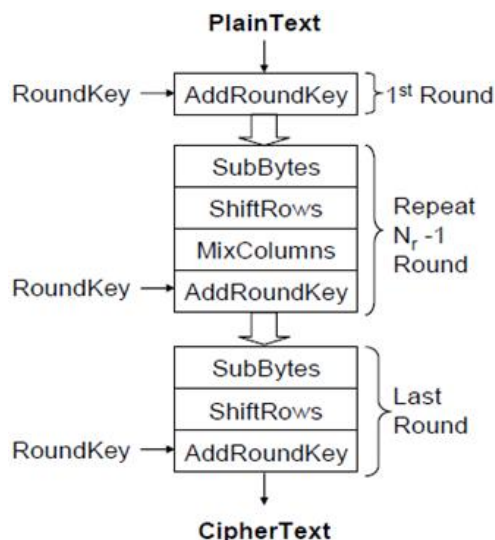 PlainText
RoundKey AddRoundKey 1st Round
SubBytes
ShiftRows
MixColumns
RoundKey AddRoundKey
Repeat
Nr -1
Round
SubBytes
ShiftRows
RoundKey AddRoundKey
Last
Round
CipherText